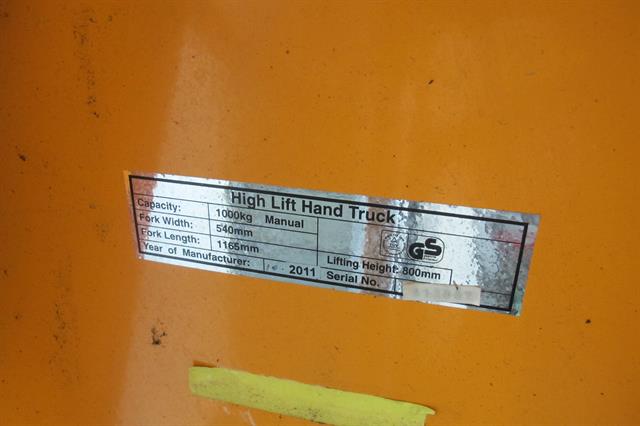 High Lift Hand Truck
Capacity: 1000kg Manual
Fork Width: 540mm
Fork Length: 1165mm
GS
Lifting Height: 800mm
Year of Manufacturer: 2011 Serial No.